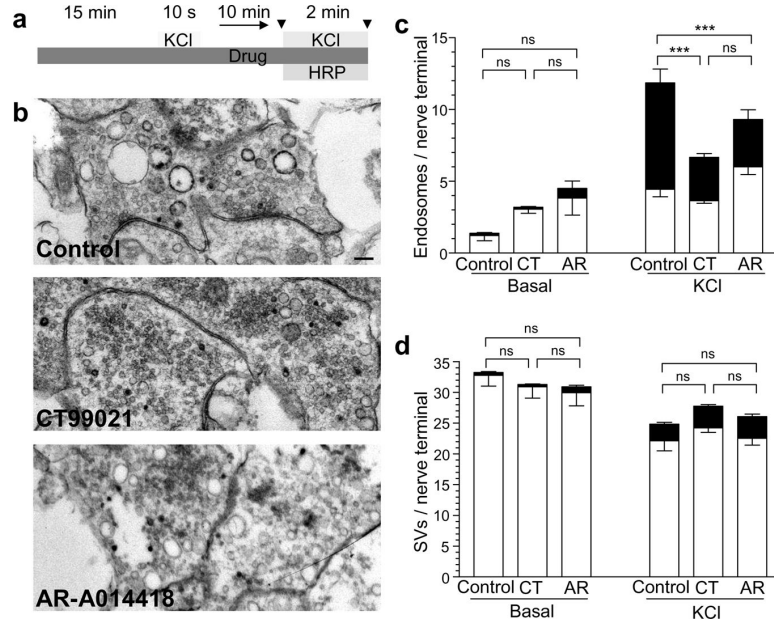 a
15 min 10 s 10 min 2 min
KCl KCl
Drug
HRP
b
Control
CT99021
AR-A014418
c
Endosomes / nerve terminal
15
10
5
0
ns
ns ns
***
*** ns
Control CT AR Control CT AR
Basal KCl
d
SVs / nerve terminal
35
30
25
20
15
10
5
0
ns
ns ns
ns
ns ns
Control CT AR Control CT AR
Basal KCl